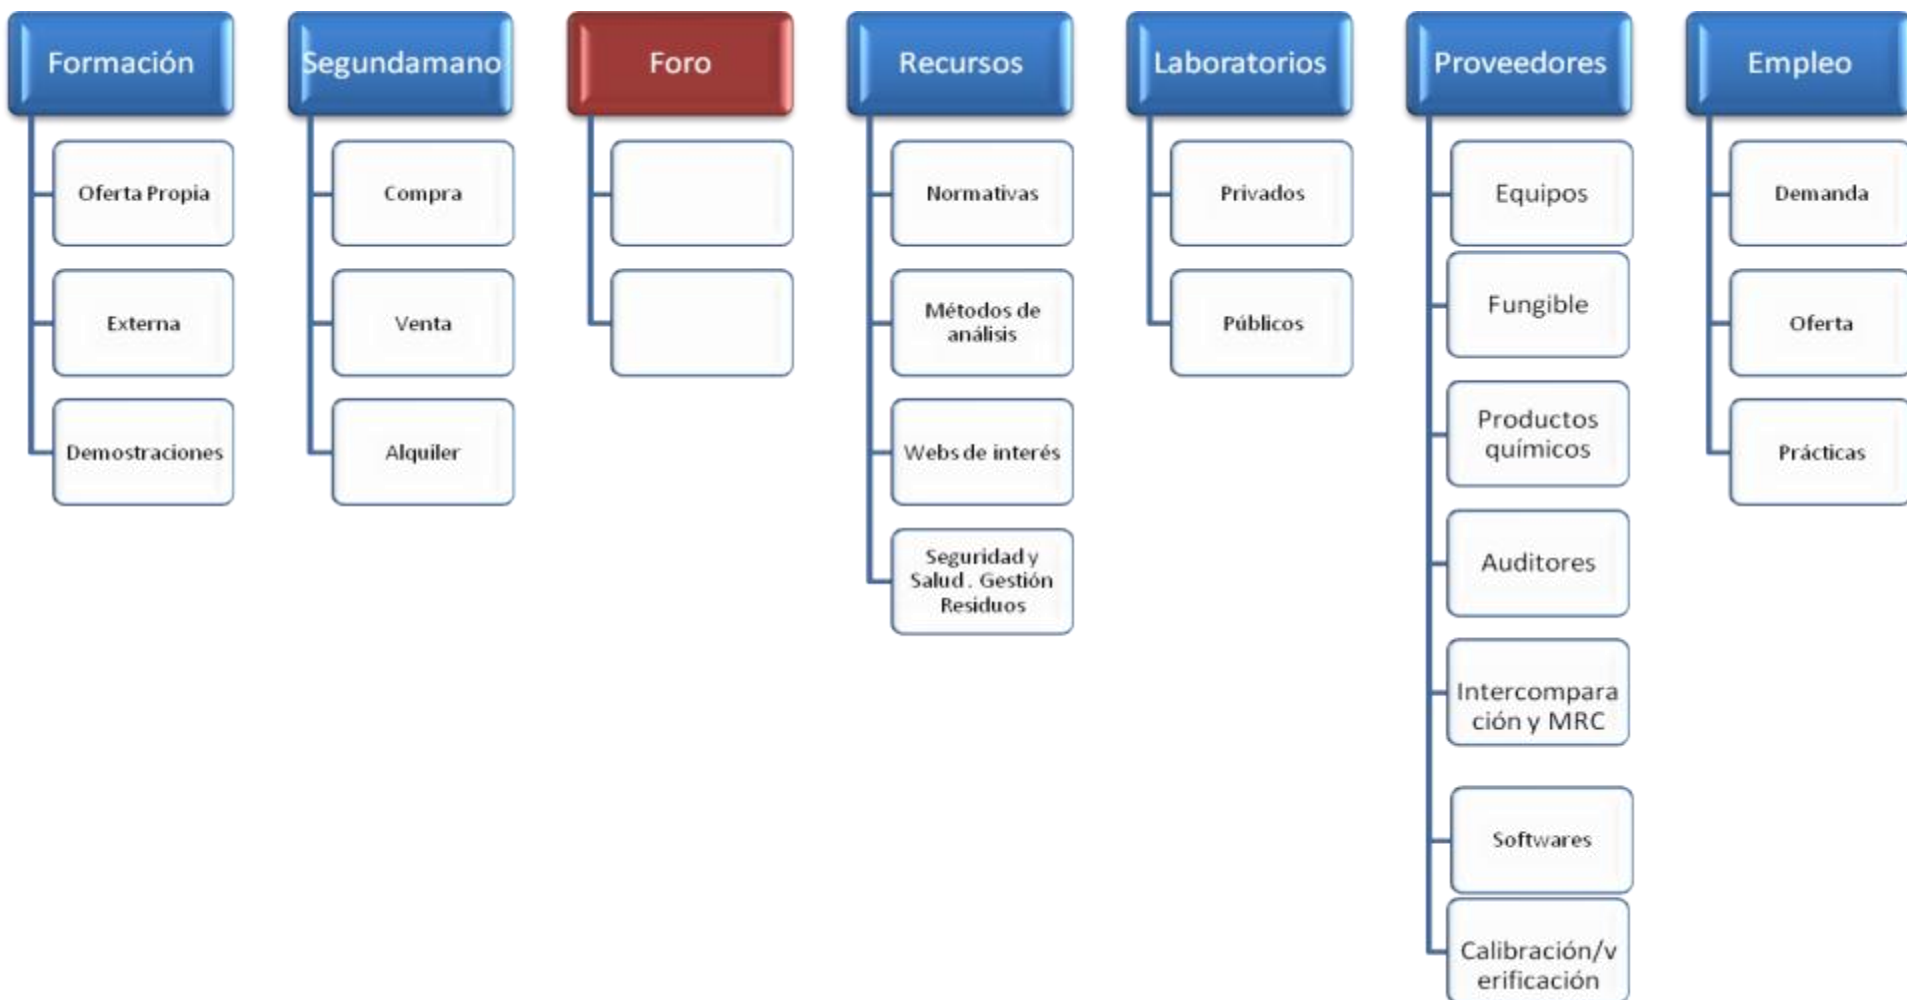 Formación
Oferta Propia
Externa
Demostraciones
Segundamano
Compra
Venta
Alquiler
Foro
Recursos
Normativas
Métodos de
análisis
Webs de interés
Seguridad y
Salud . Gestión
Residuos
Laboratorios
Privados
Públicos
Proveedores
Equipos
Fungible
Productos
químicos
Auditores
Intercompara
ción y MRC
Softwares
Calibración/v
erificación
Empleo
Demanda
Oferta
Prácticas